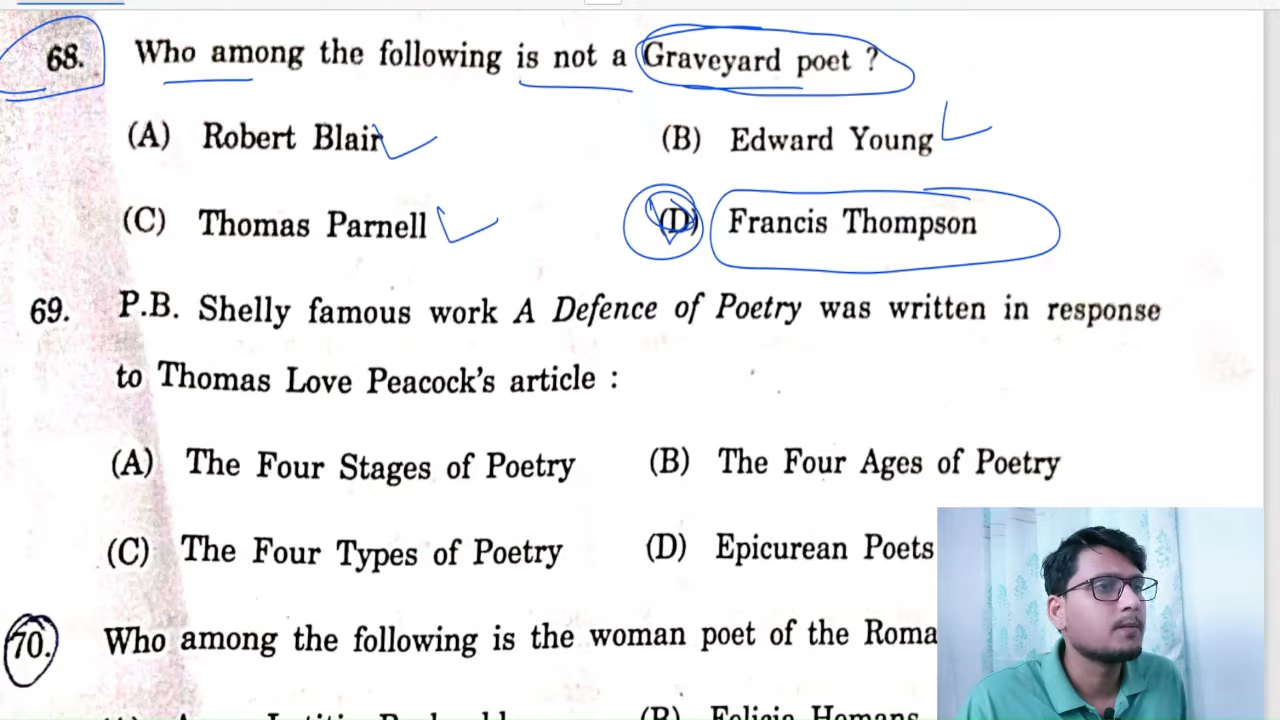 68. Who among the following is not a Graveyard poet ?
(A) Robert Blair (B) Edward Young
(C) Thomas Parnell (D) Francis Thompson
69. P.B. Shelly famous work A Defence of Poetry was written in response
to Thomas Love Peacock's article :
(A) The Four Stages of Poetry (B) The Four Ages of Poetry
(C) The Four Types of Poetry (D) Epicurean Poets
70. Who among the following is the woman poet of the Roma
(B) Felicia Hemans